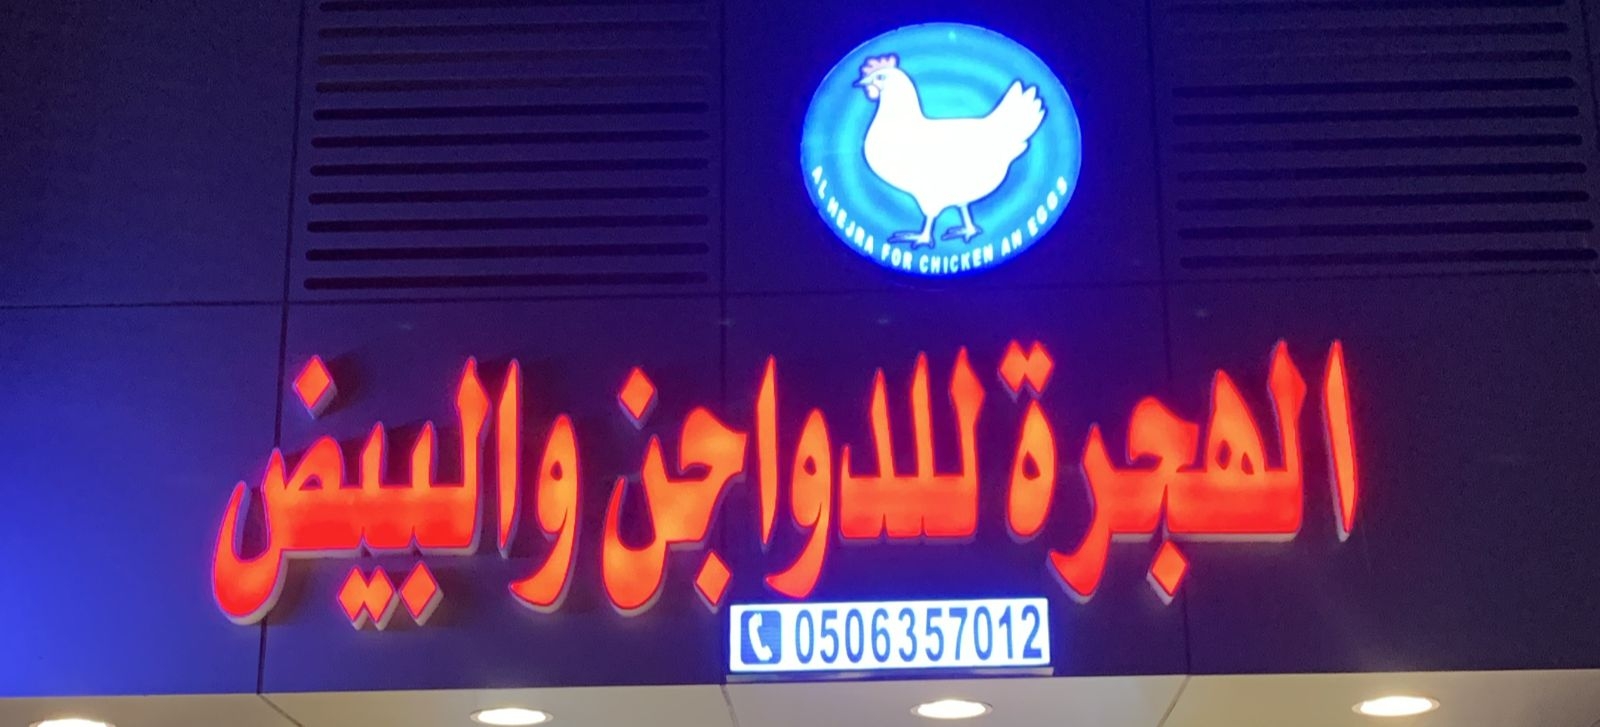 AL HEJRA FOR CHICKEN AN EGGS
الهجرة للدواجن والبيض
0506357012